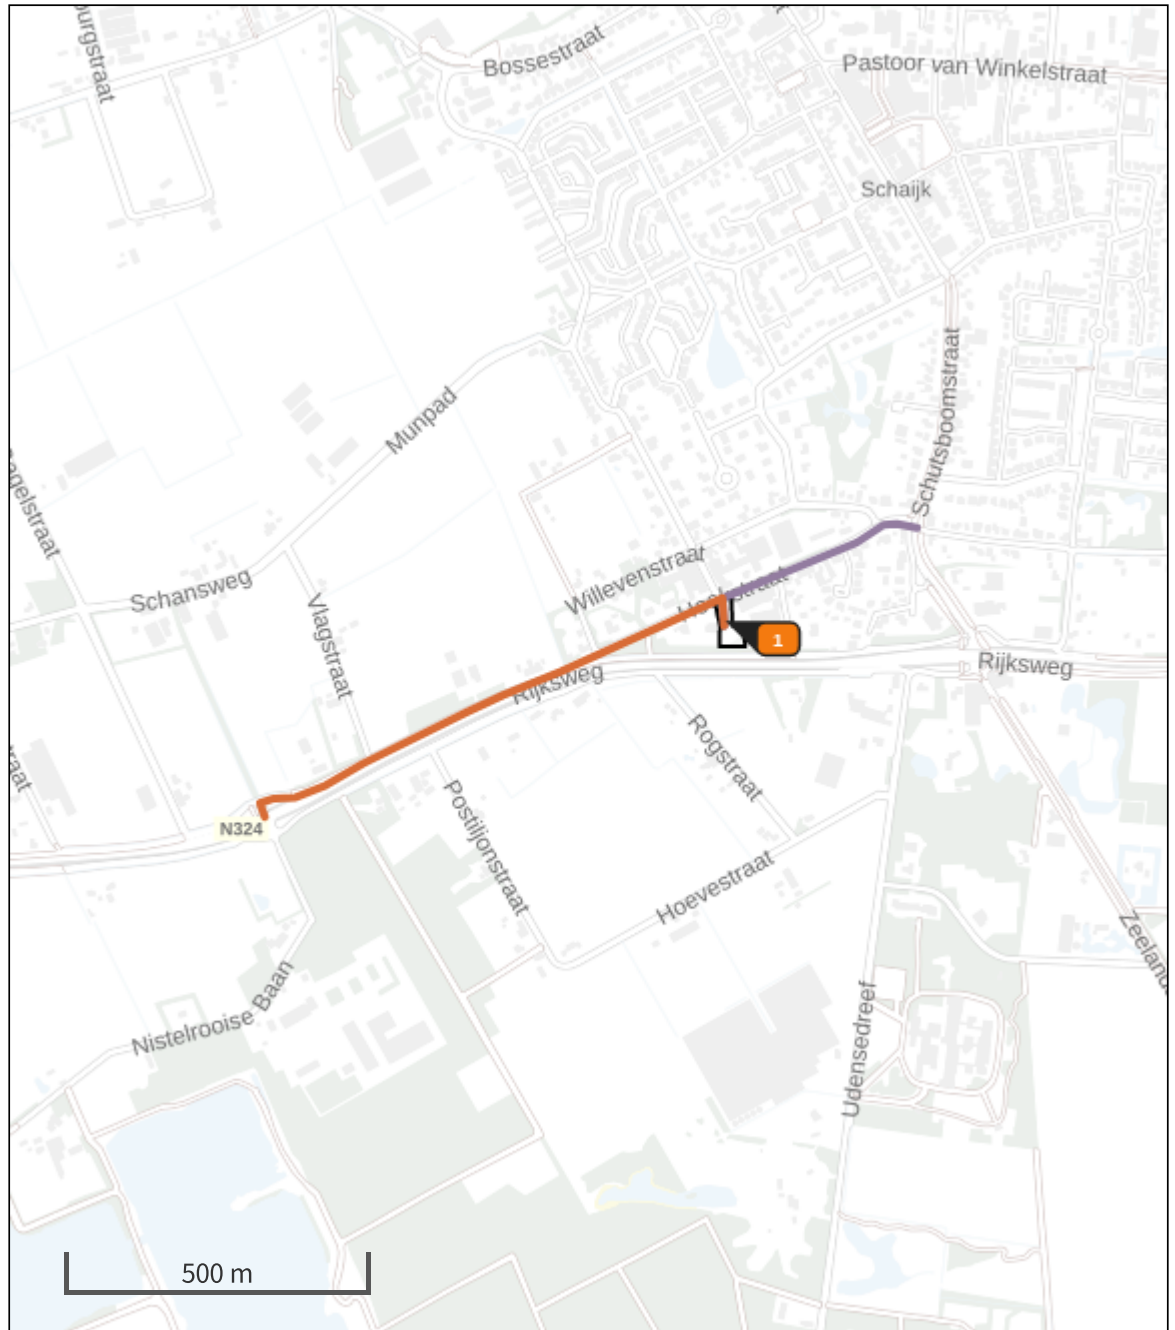 Bossestraat
Pastoor van Winkelstraat
Schaijk
Schutsboomstraat
Munpad
Schansweg
Vlagstraat
Willevenstraat
1
Rijksweg
Rijksweg
Rogstraat
N324
Postiljonstraat
Hoevestraat
Nistelrooise Baan
Udensedreef
500 m